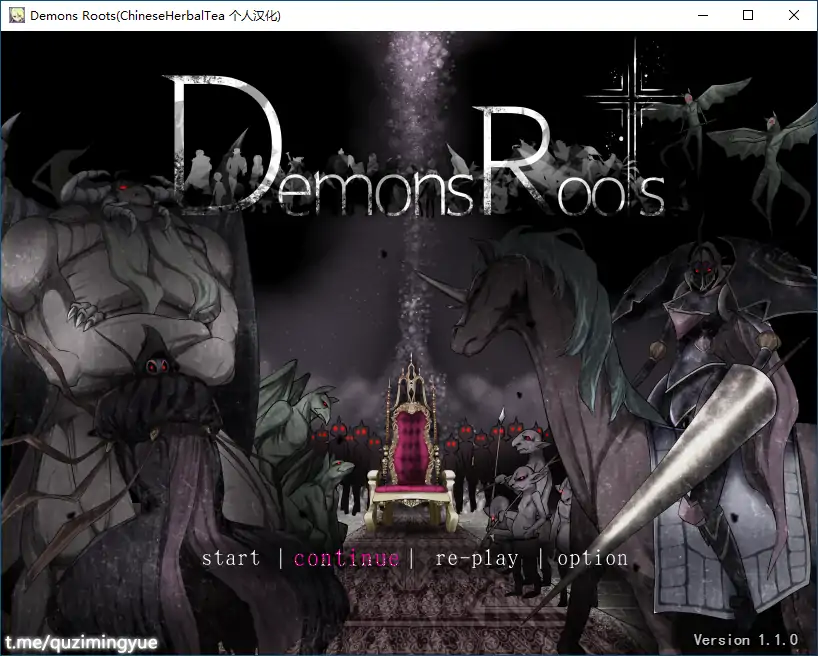 Demons Roots(ChineseHerbalTea 个人汉化)
DemonsRoots
start | continue | re-play | option
t.me/quzimingyue
Version 1.1.0